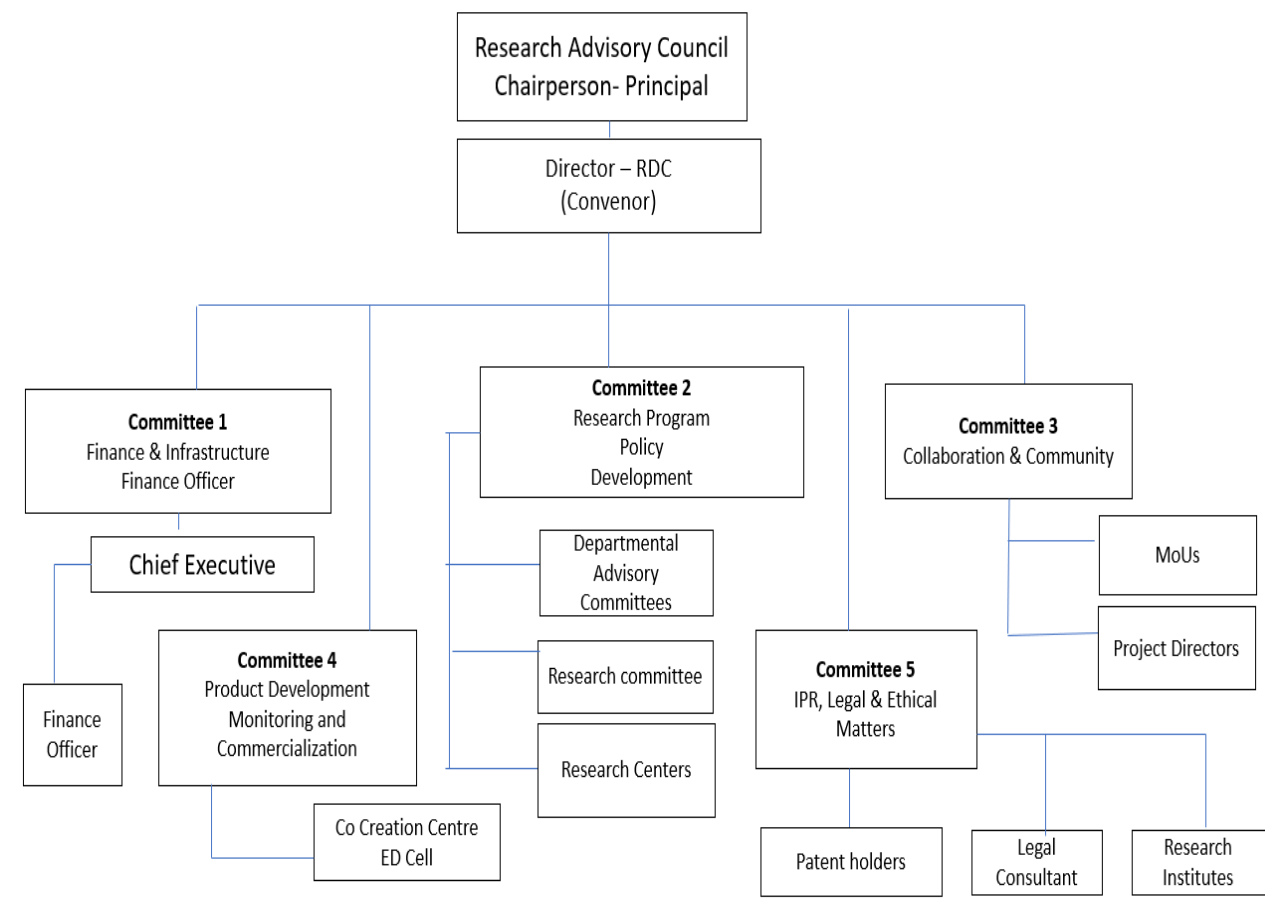 Research Advisory Council
Chairperson- Principal
Director – RDC
(Convenor)
Committee 1
Finance & Infrastructure
Finance Officer
Committee 2
Research Program
Policy
Development
Committee 3
Collaboration & Community
Chief Executive
Departmental
Advisory
Committees
MoUs
Project Directors
Committee 4
Product Development
Monitoring and
Commercialization
Research committee
Committee 5
IPR, Legal & Ethical
Matters
Finance
Officer
Research Centers
Co Creation Centre
ED Cell
Patent holders
Legal
Consultant
Research
Institutes